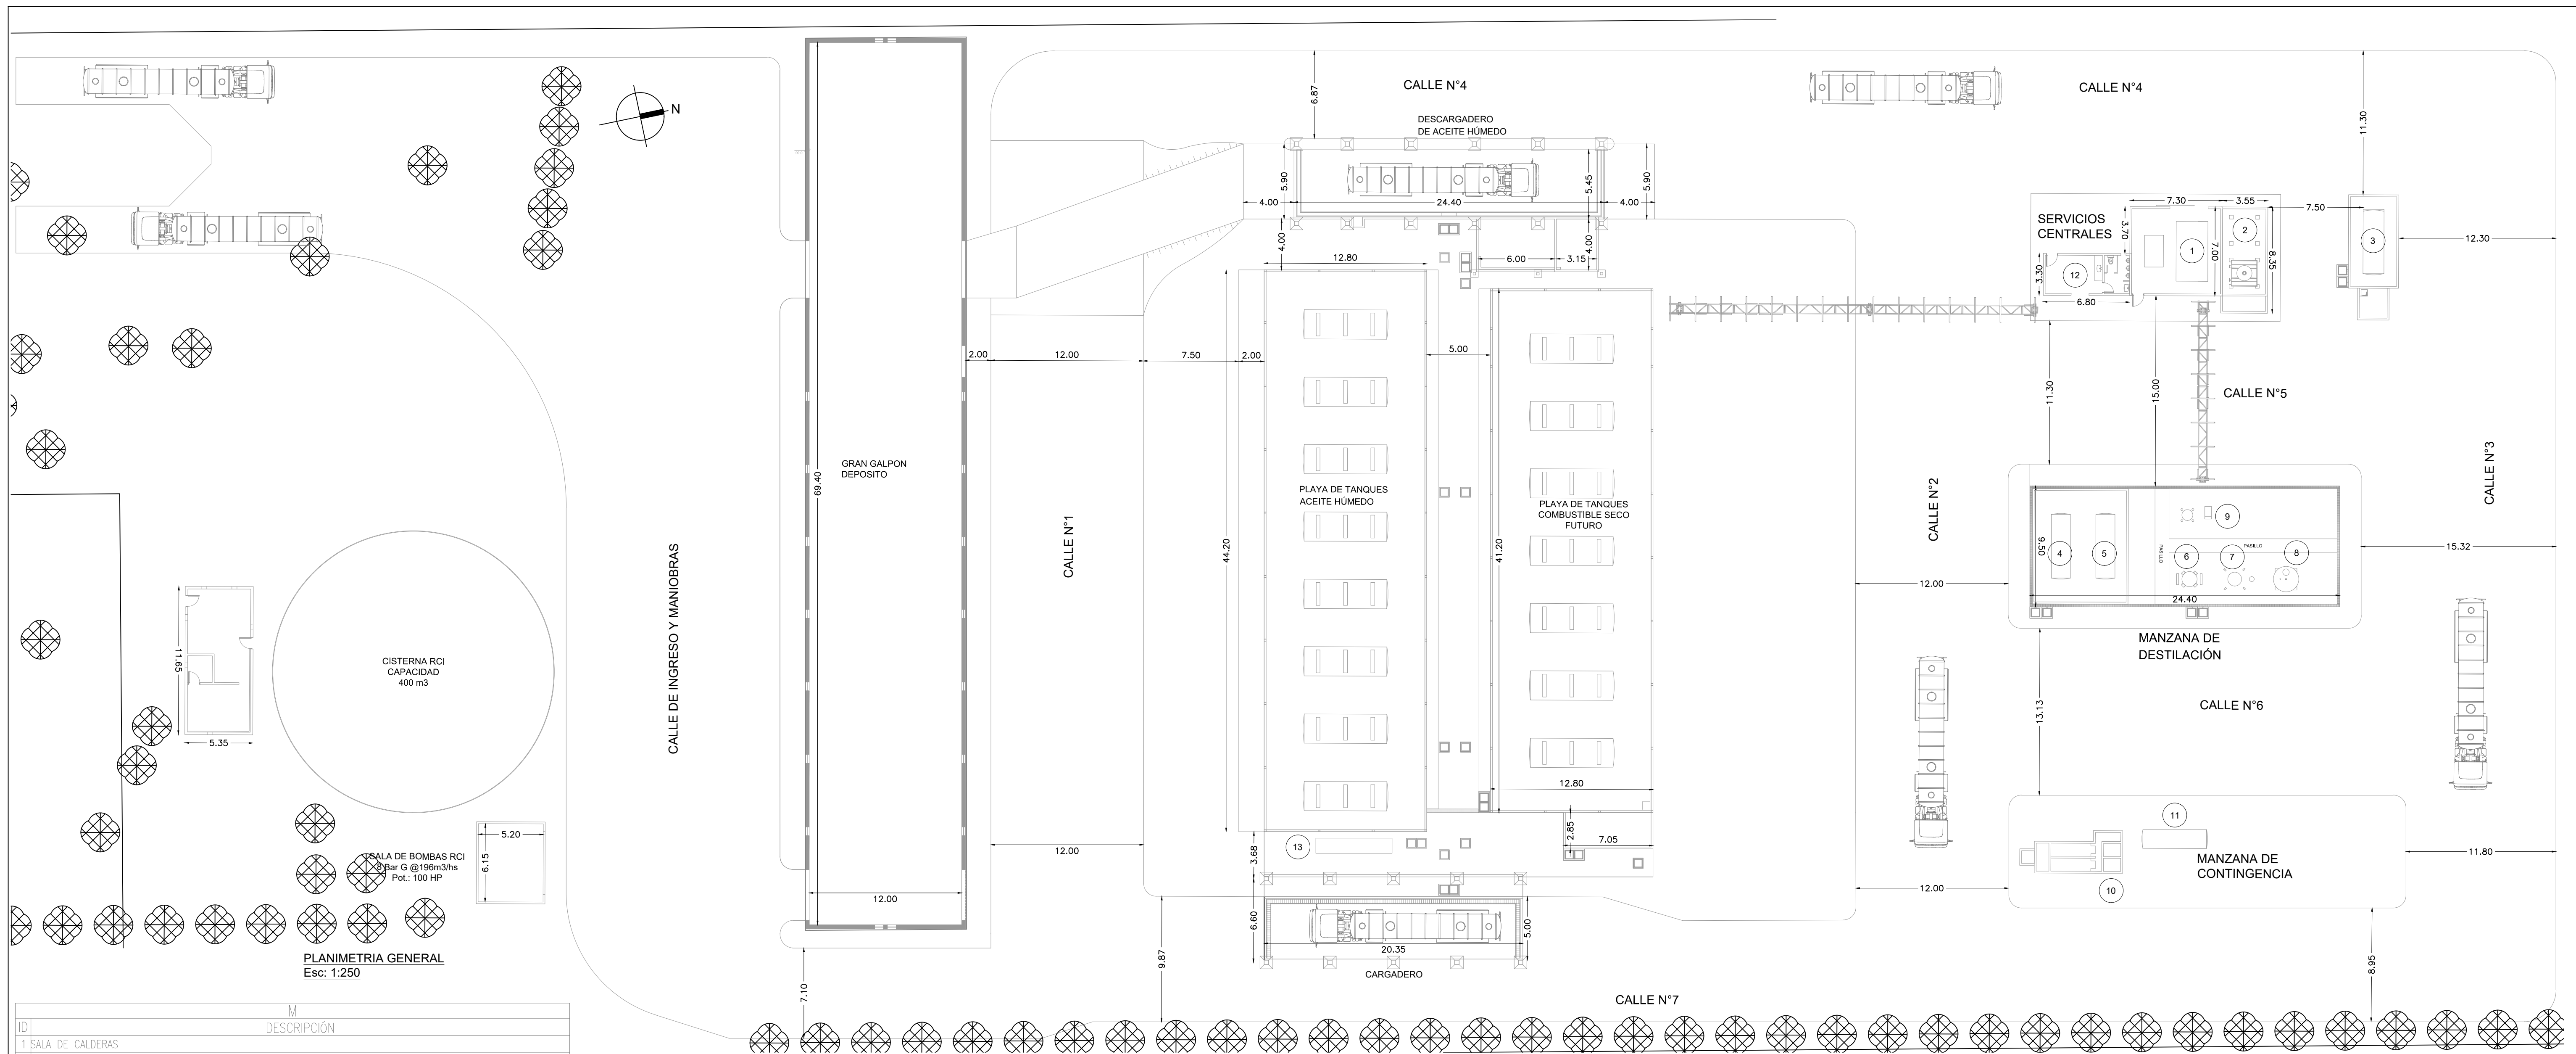 CALLE N°4
CALLE N°4
N
DESCARGADERO
DE ACEITE HÚMEDO
6.87
11.30
5.90
5.45
5.90
4.00
24.40
4.00
4.00
4.00
6.00
3.15
12.80
SERVICIOS
CENTRALES
7.30
3.55
7.50
3.70
7.00
8.35
3.30
6.80
1
2
3
12
12.30
2.00
12.00
7.50
2.00
5.00
11.30
15.00
CALLE N°5
GRAN GALPON
DEPOSITO
69.40
PLAYA DE TANQUES
ACEITE HÚMEDO
PLAYA DE TANQUES
COMBUSTIBLE SECO
FUTURO
44.20
41.20
CALLE N°1
CALLE N°2
CALLE N°3
CALLE DE INGRESO Y MANIOBRAS
9.50
4
5
6
7
8
9
PASILLO
PASILLO
24.40
15.32
12.00
MANZANA DE
DESTILACIÓN
CISTERNA RCI
CAPACIDAD
400 m3
11.65
5.35
CALLE N°6
13.13
12.80
2.85
7.05
13
3.68
12.00
11
MANZANA DE
CONTINGENCIA
10
11.80
12.00
5.20
6.15
SALA DE BOMBAS RCI
8 Bar G @196m3/hs
Pot.: 100 HP
12.00
6.60
5.00
20.35
CARGADERO
9.87
7.10
8.95
PLANIMETRIA GENERAL
Esc: 1:250
CALLE N°7
M
ID DESCRIPCIÓN
1 SALA DE CALDERAS